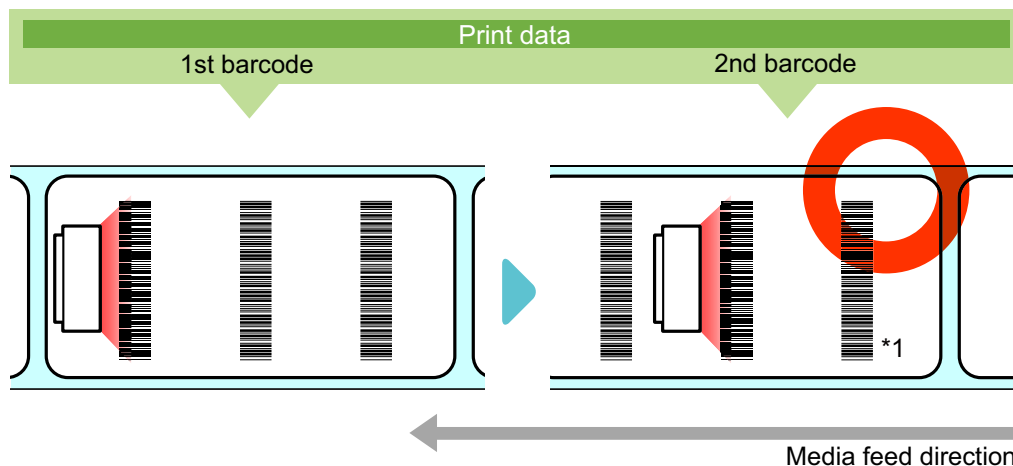 Print data
1st barcode
2nd barcode
*1
Media feed direction